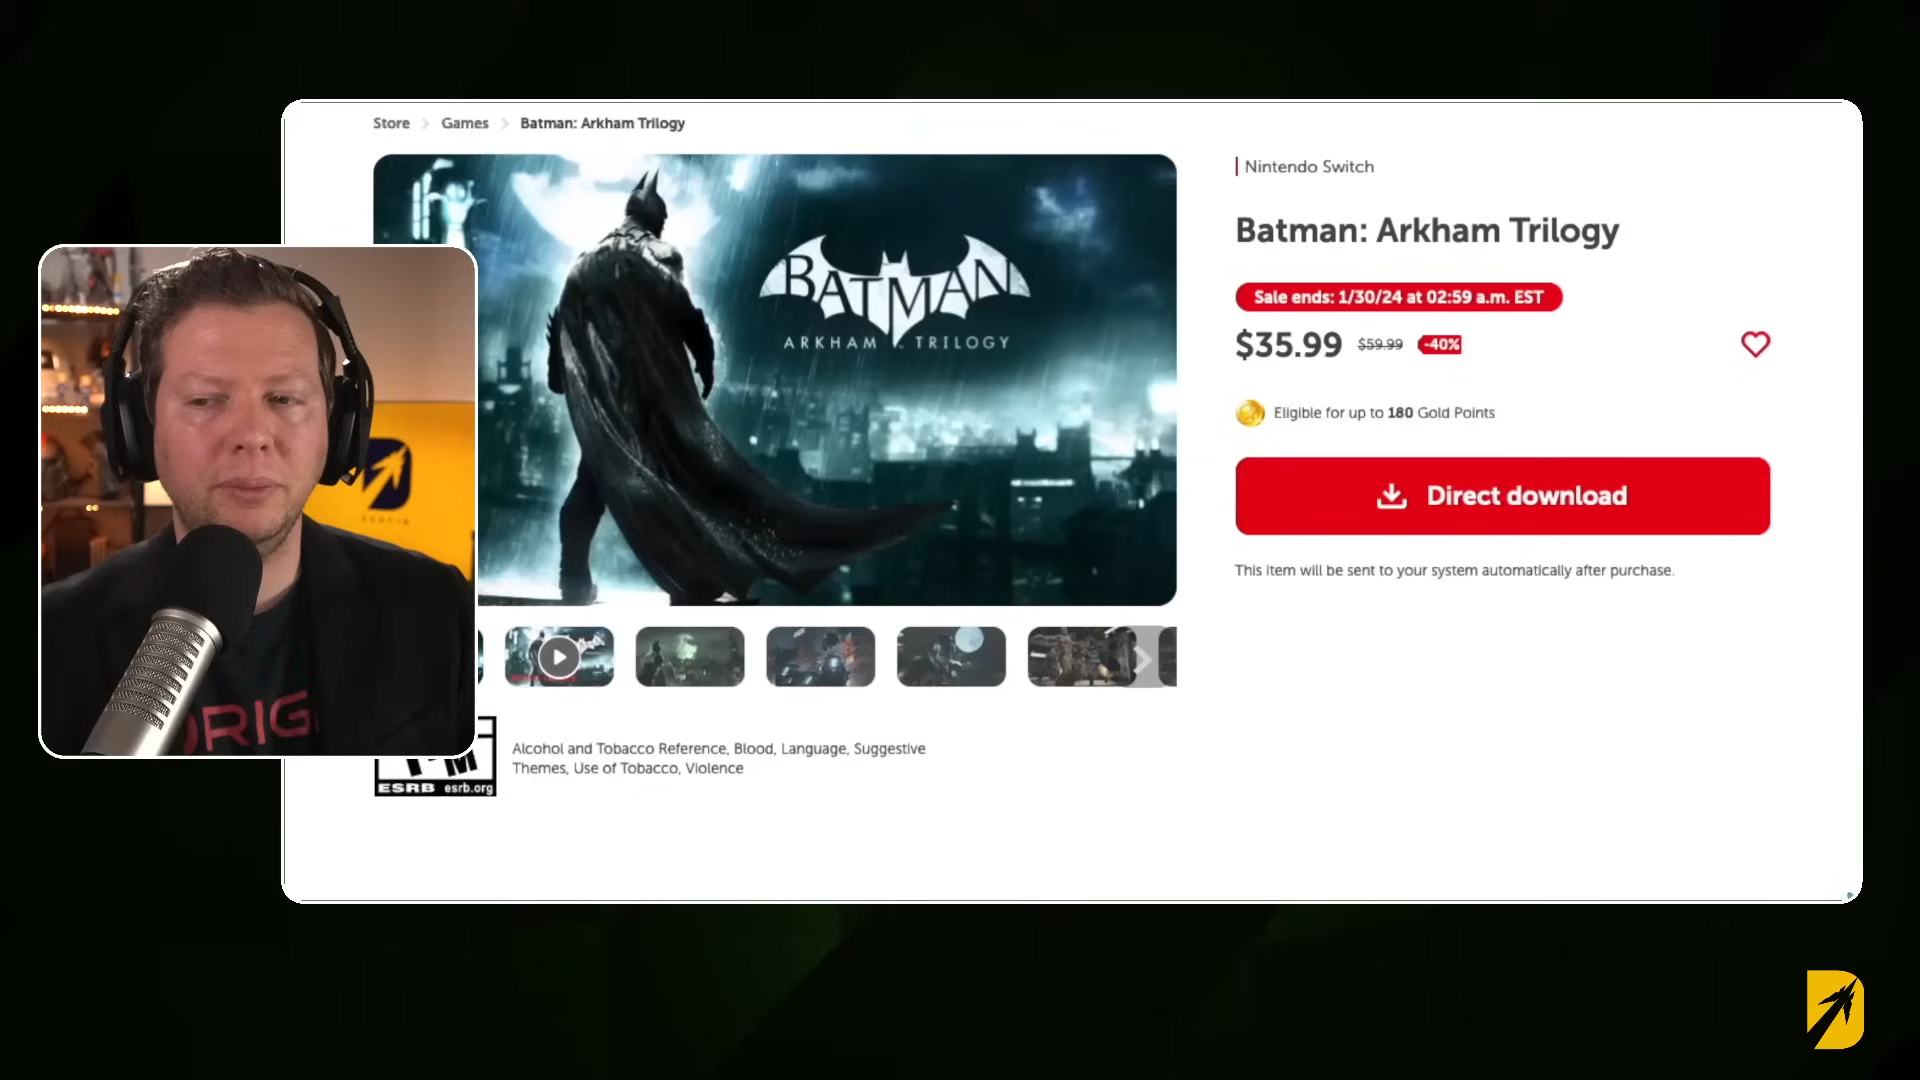 Store > Games > Batman: Arkham Trilogy
Nintendo Switch
Batman: Arkham Trilogy
Sale ends: 1/30/24 at 02:59 a.m. EST
$35.99 $59.99 -40%
Eligible for up to 180 Gold Points
Direct download
This item will be sent to your system automatically after purchase.
BATMAN
ARKHAM TRILOGY
ORIG
Alcohol and Tobacco Reference, Blood, Language, Suggestive
Themes, Use of Tobacco, Violence
ESRB esrb.org